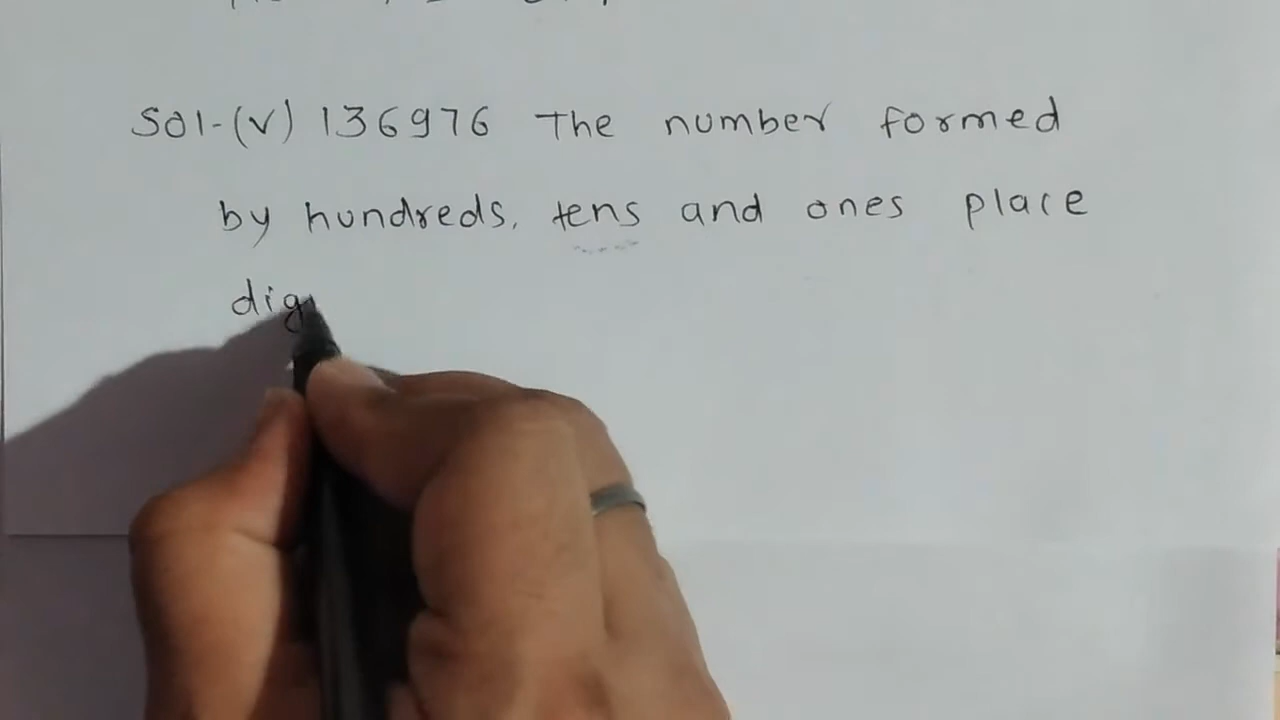 Sol-(v) 136976 The number formed
by hundreds, tens and ones place
dig